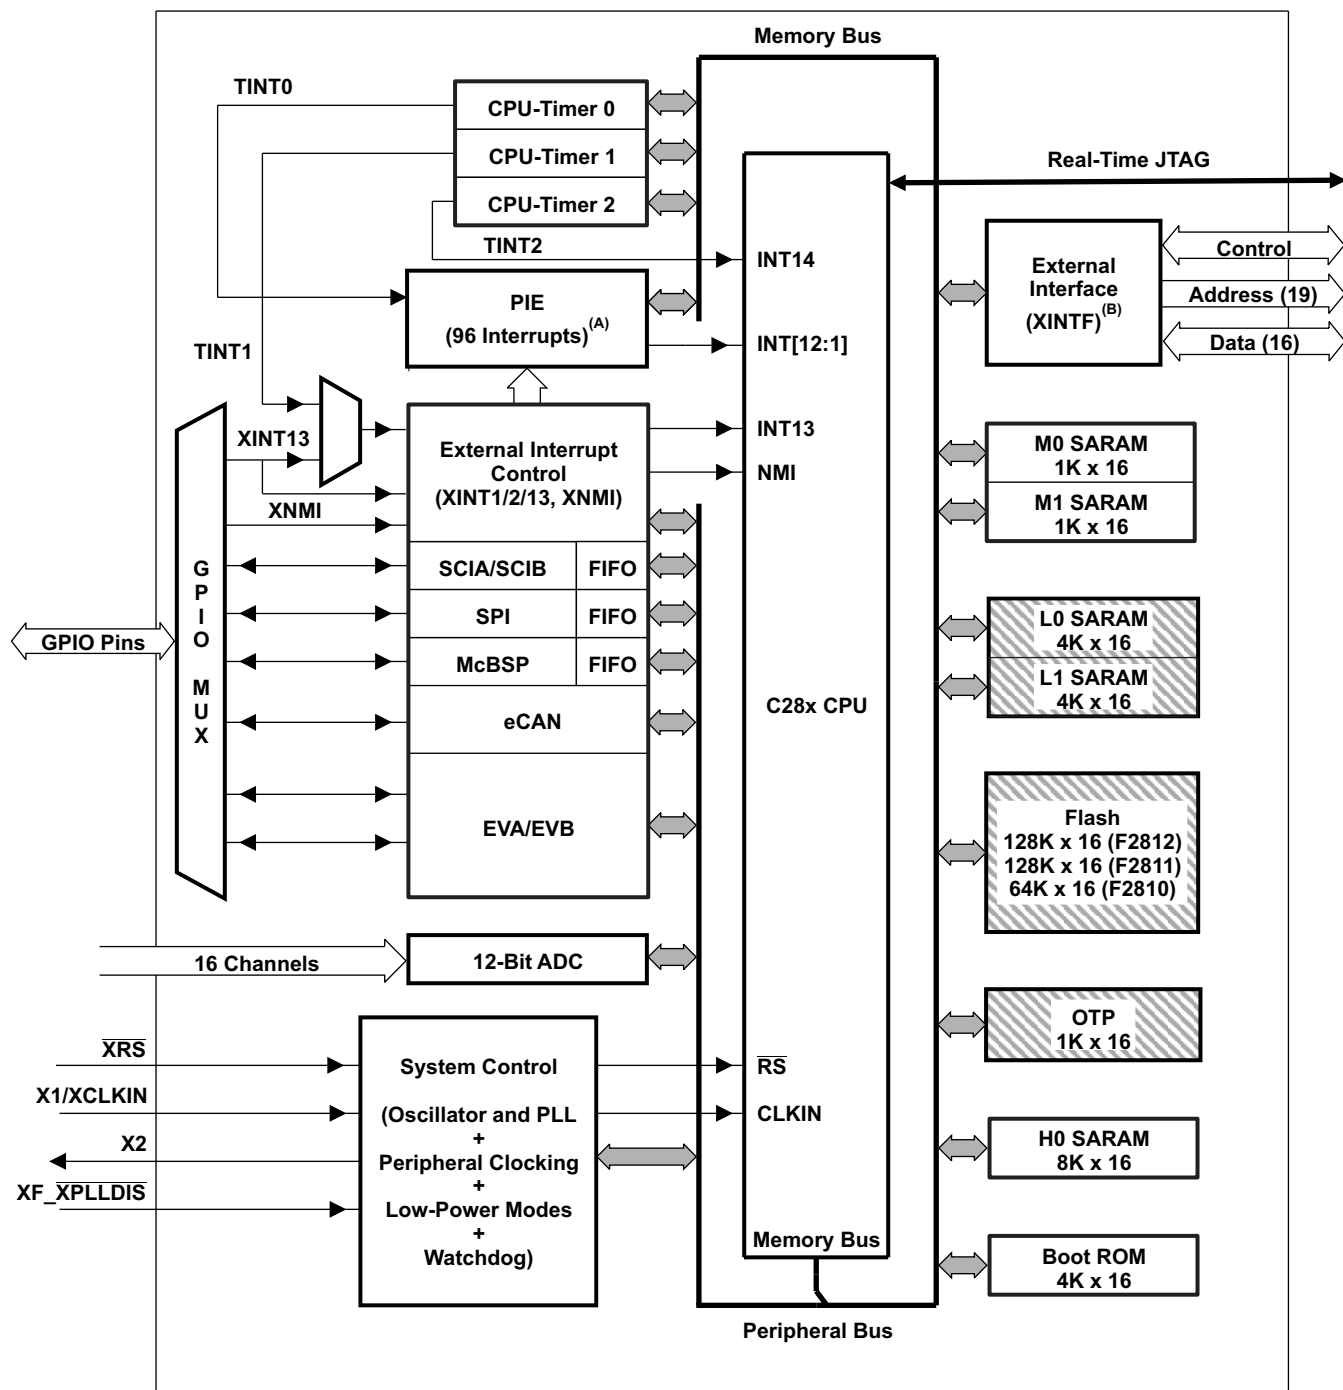 Memory Bus
TINT0
CPU-Timer 0
CPU-Timer 1
CPU-Timer 2
TINT2
Real-Time JTAG
INT14
External
Interface
(XINTF)(B)
Control
Address (19)
Data (16)
PIE
(96 Interrupts)(A)
INT[12:1]
TINT1
XINT13
XNMI
External Interrupt
Control
(XINT1/2/13, XNMI)
INT13
NMI
M0 SARAM
1K x 16
M1 SARAM
1K x 16
GPIO Pins
G
P
I
O
M
U
X
SCIA/SCIB
FIFO
SPI
FIFO
McBSP
FIFO
eCAN
EVA/EVB
C28x CPU
L0 SARAM
4K x 16
L1 SARAM
4K x 16
Flash
128K x 16 (F2812)
128K x 16 (F2811)
64K x 16 (F2810)
16 Channels
12-Bit ADC
OTP
1K x 16
XRS
X1/XCLKIN
X2
XF_XPLLDIS
System Control
(Oscillator and PLL
+
Peripheral Clocking
+
Low-Power Modes
+
Watchdog)
RS
CLKIN
H0 SARAM
8K x 16
Memory Bus
Boot ROM
4K x 16
Peripheral Bus